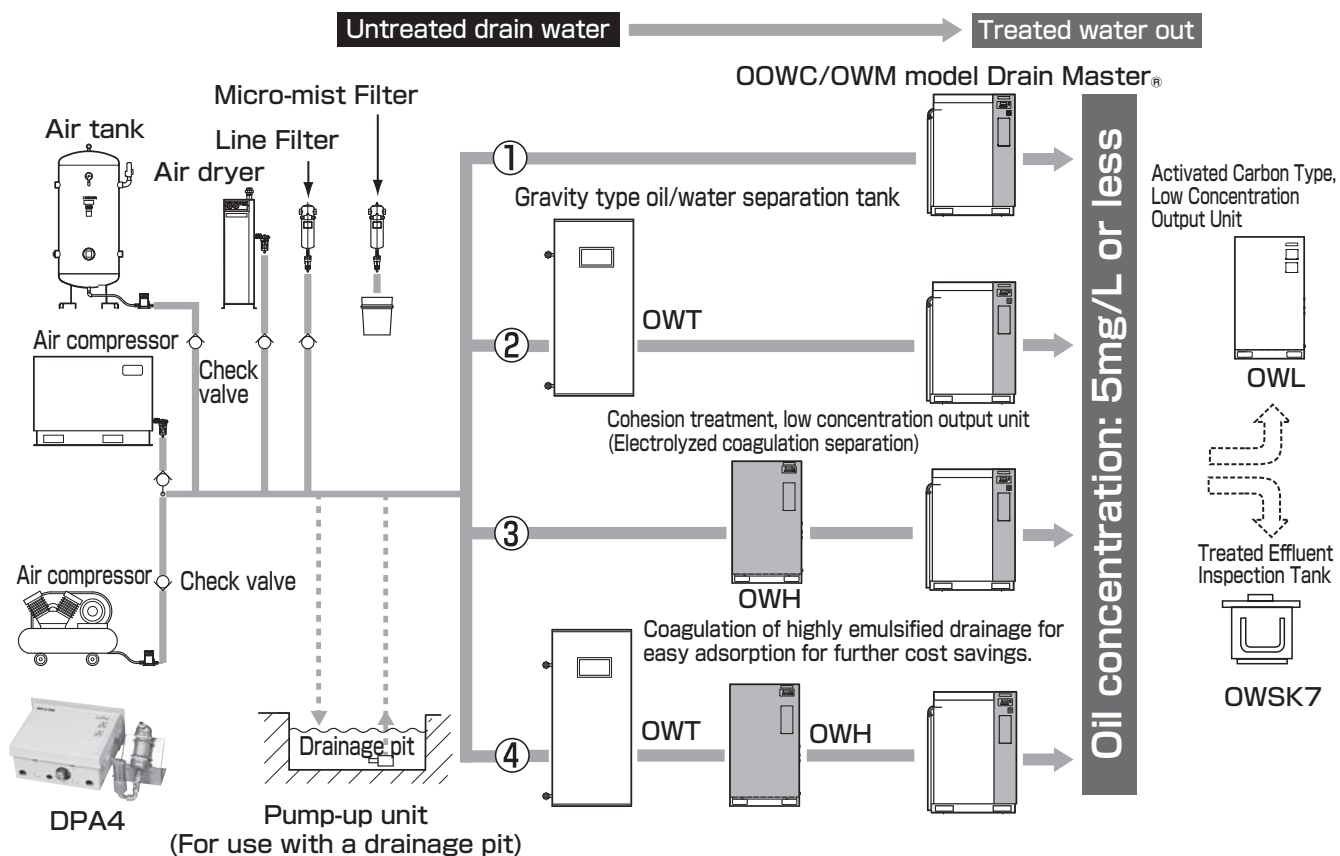 Untreated drain water
Treated water out
OOWC/OWM model Drain Master®
Micro-mist Filter
Line Filter
Air tank
Air dryer
Air compressor
Check
valve
Air compressor
Check valve
DPA4
Drainage pit
Pump-up unit
(For use with a drainage pit)
①
Gravity type oil/water separation tank
②
OWT
Cohesion treatment, low concentration output unit
(Electrolyzed coagulation separation)
③
OWH
Coagulation of highly emulsified drainage for
easy adsorption for further cost savings.
④
OWT
OWH
Oil concentration: 5mg/L or less
Activated Carbon Type,
Low Concentration
Output Unit
OWL
Treated Effluent
Inspection Tank
OWSK7